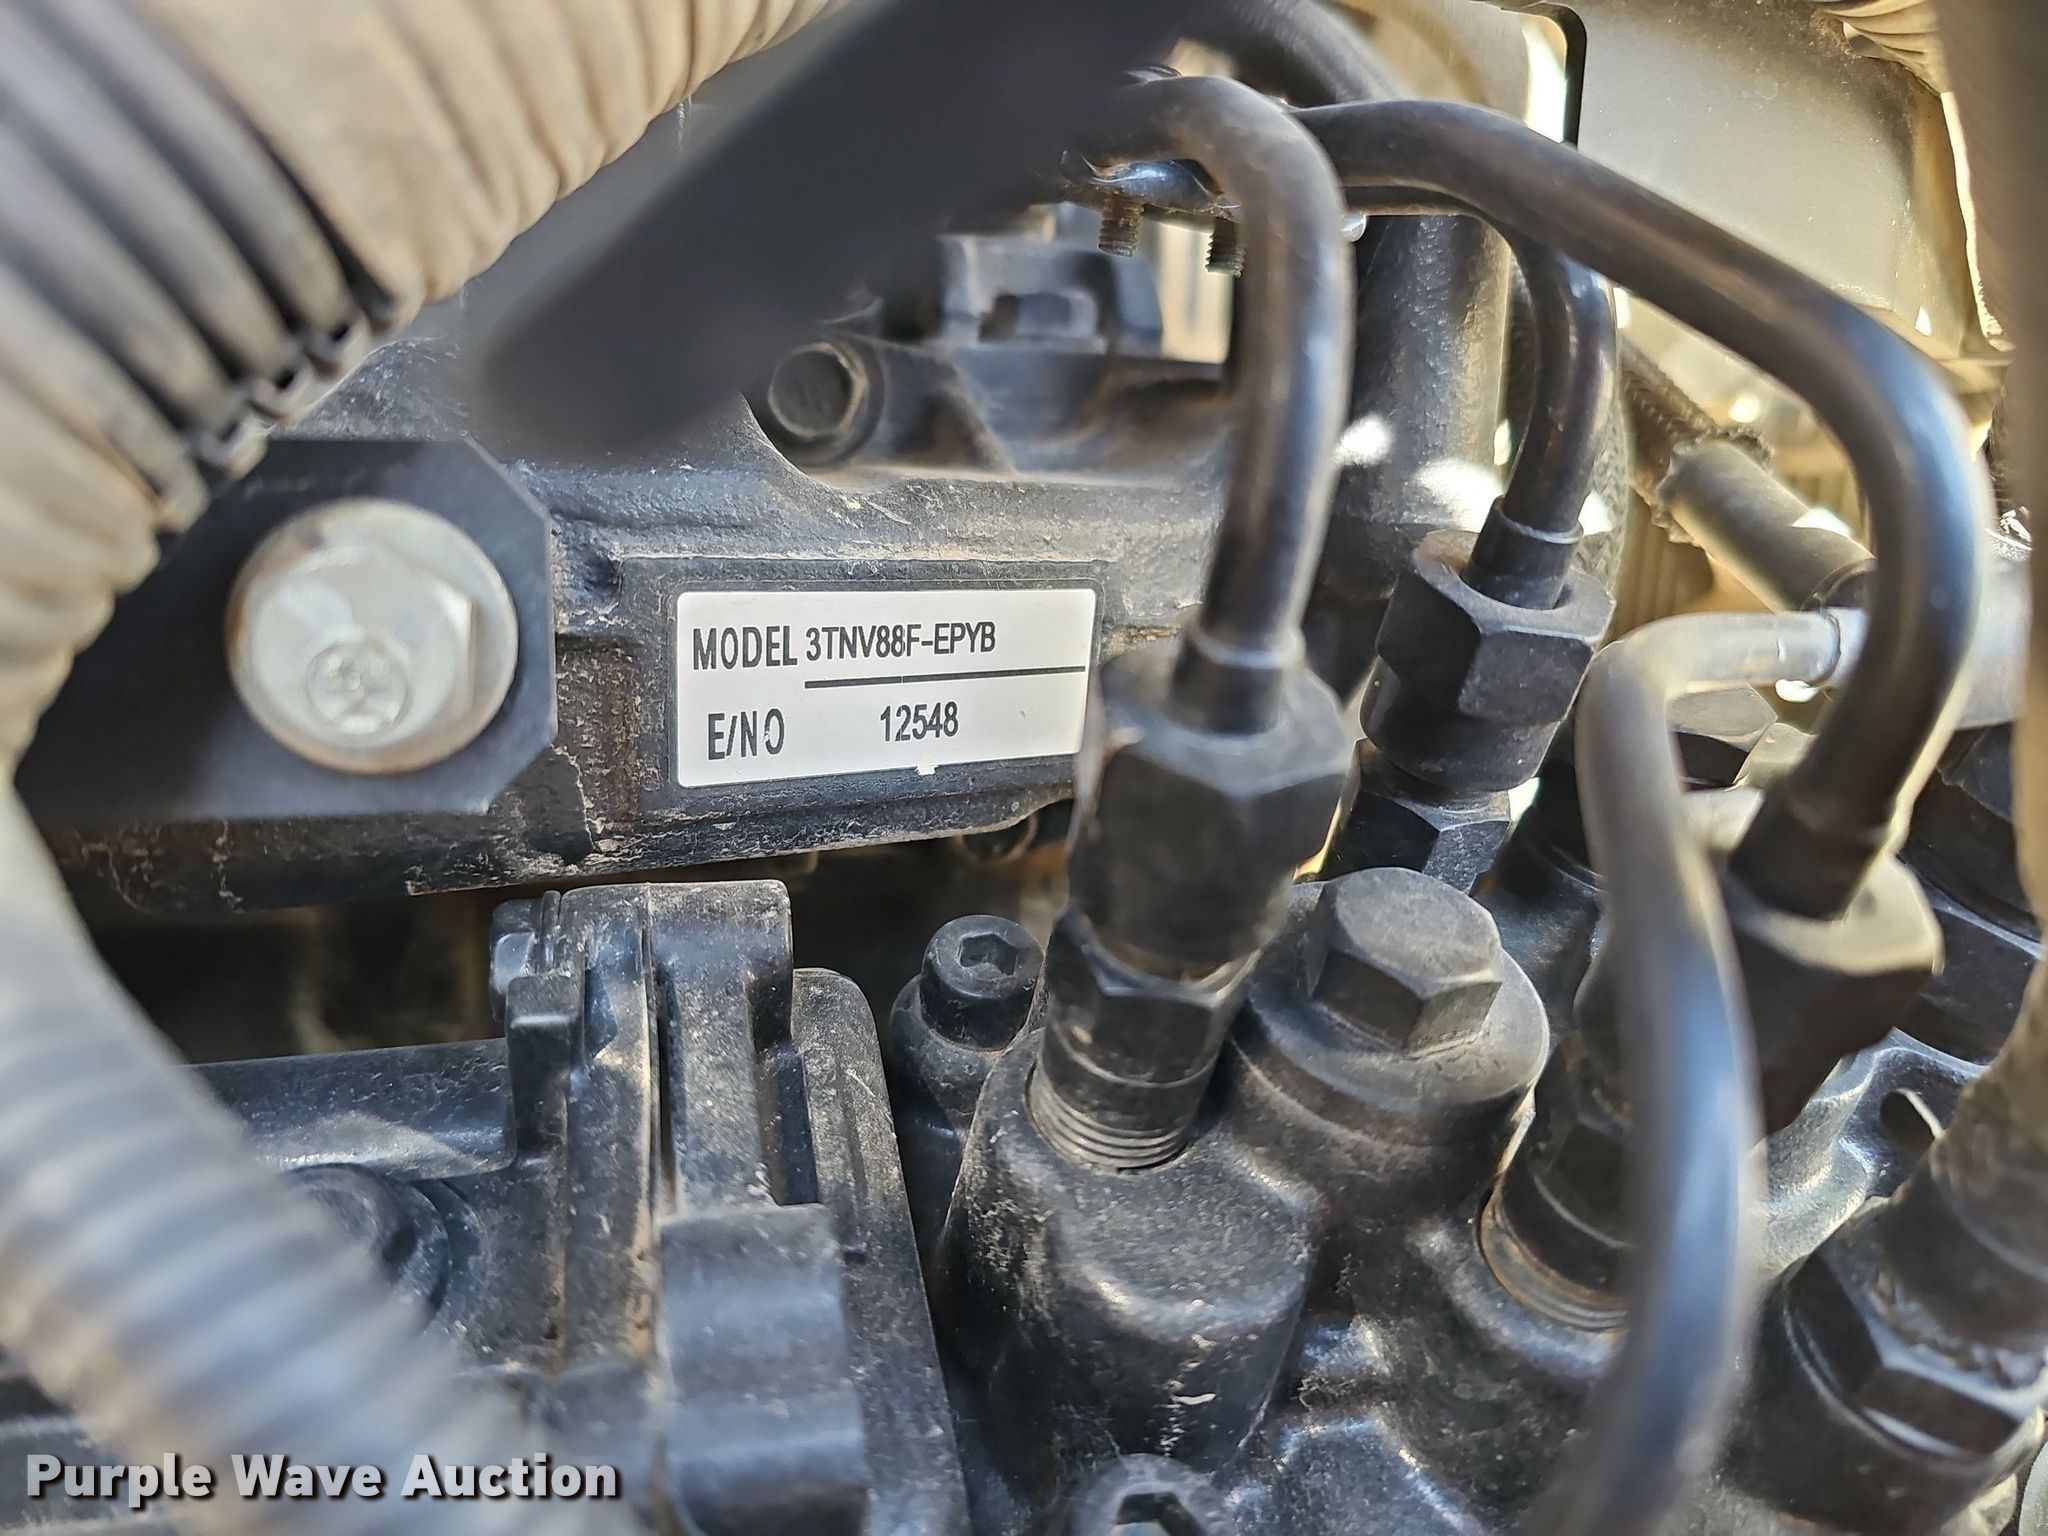 MODEL 3TNV88F-EPYB
E/NO 12548
Purple Wave Auction